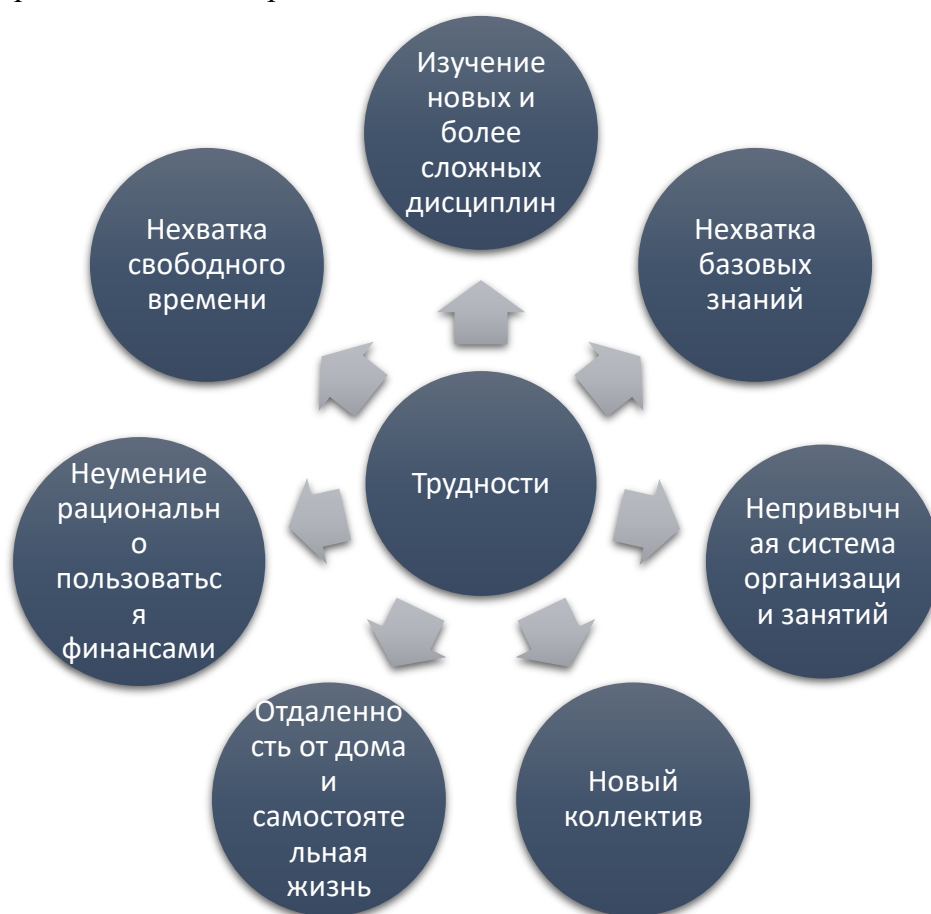 Изучение
новых и
более
сложных
дисциплин
Нехватка
базовых
знаний
Непривычн
ая система
организаци
и занятий
Новый
коллектив
Отдаленно
сть от дома
и
самостояте
льная
жизнь
Неумение
рациональн
о
пользоватьс
я
финансами
Нехватка
свободного
времени
Трудности